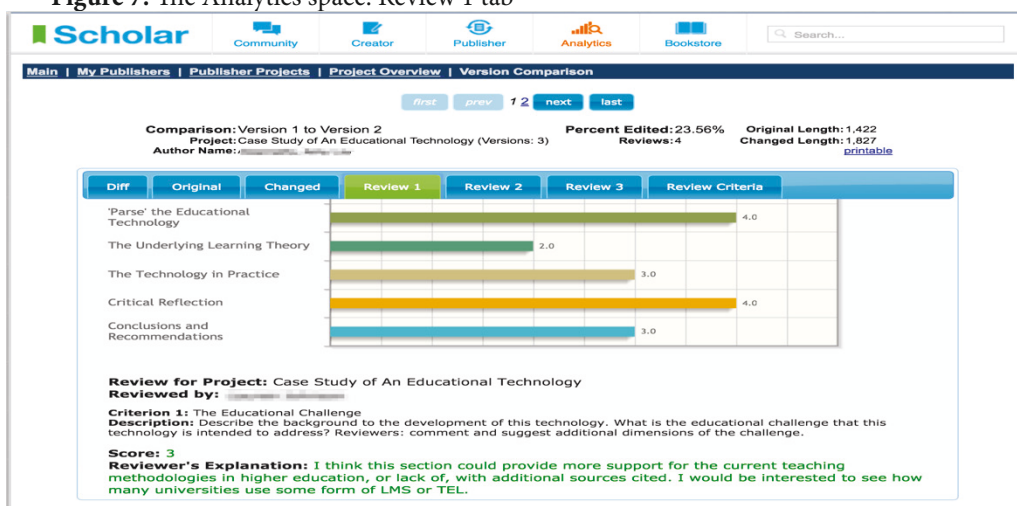 Figure 7: The Analytics space: Review 1 tab
Scholar
Community
Creator
Publisher
Analytics
Bookstore
Search...
Main | My Publishers | Publisher Projects | Project Overview | Version Comparison
first prev 1 2 next last
Comparison: Version 1 to Version 2
Project: Case Study of An Educational Technology (Versions: 3)
Author Name:
Percent Edited: 23.56%
Reviews: 4
Original Length: 1,422
Changed Length: 1,827
printable
Diff Original Changed Review 1 Review 2 Review 3 Review Criteria
'Parse' the Educational
Technology
4.0
The Underlying Learning Theory
2.0
The Technology in Practice
3.0
Critical Reflection
4.0
Conclusions and
Recommendations
3.0
Review for Project: Case Study of An Educational Technology
Reviewed by:
Criterion 1: The Educational Challenge
Description: Describe the background to the development of this technology. What is the educational challenge that this
technology is intended to address? Reviewers: comment and suggest additional dimensions of the challenge.
Score: 3
Reviewer's Explanation: I think this section could provide more support for the current teaching
methodologies in higher education, or lack of, with additional sources cited. I would be interested to see how
many universities use some form of LMS or TEL.